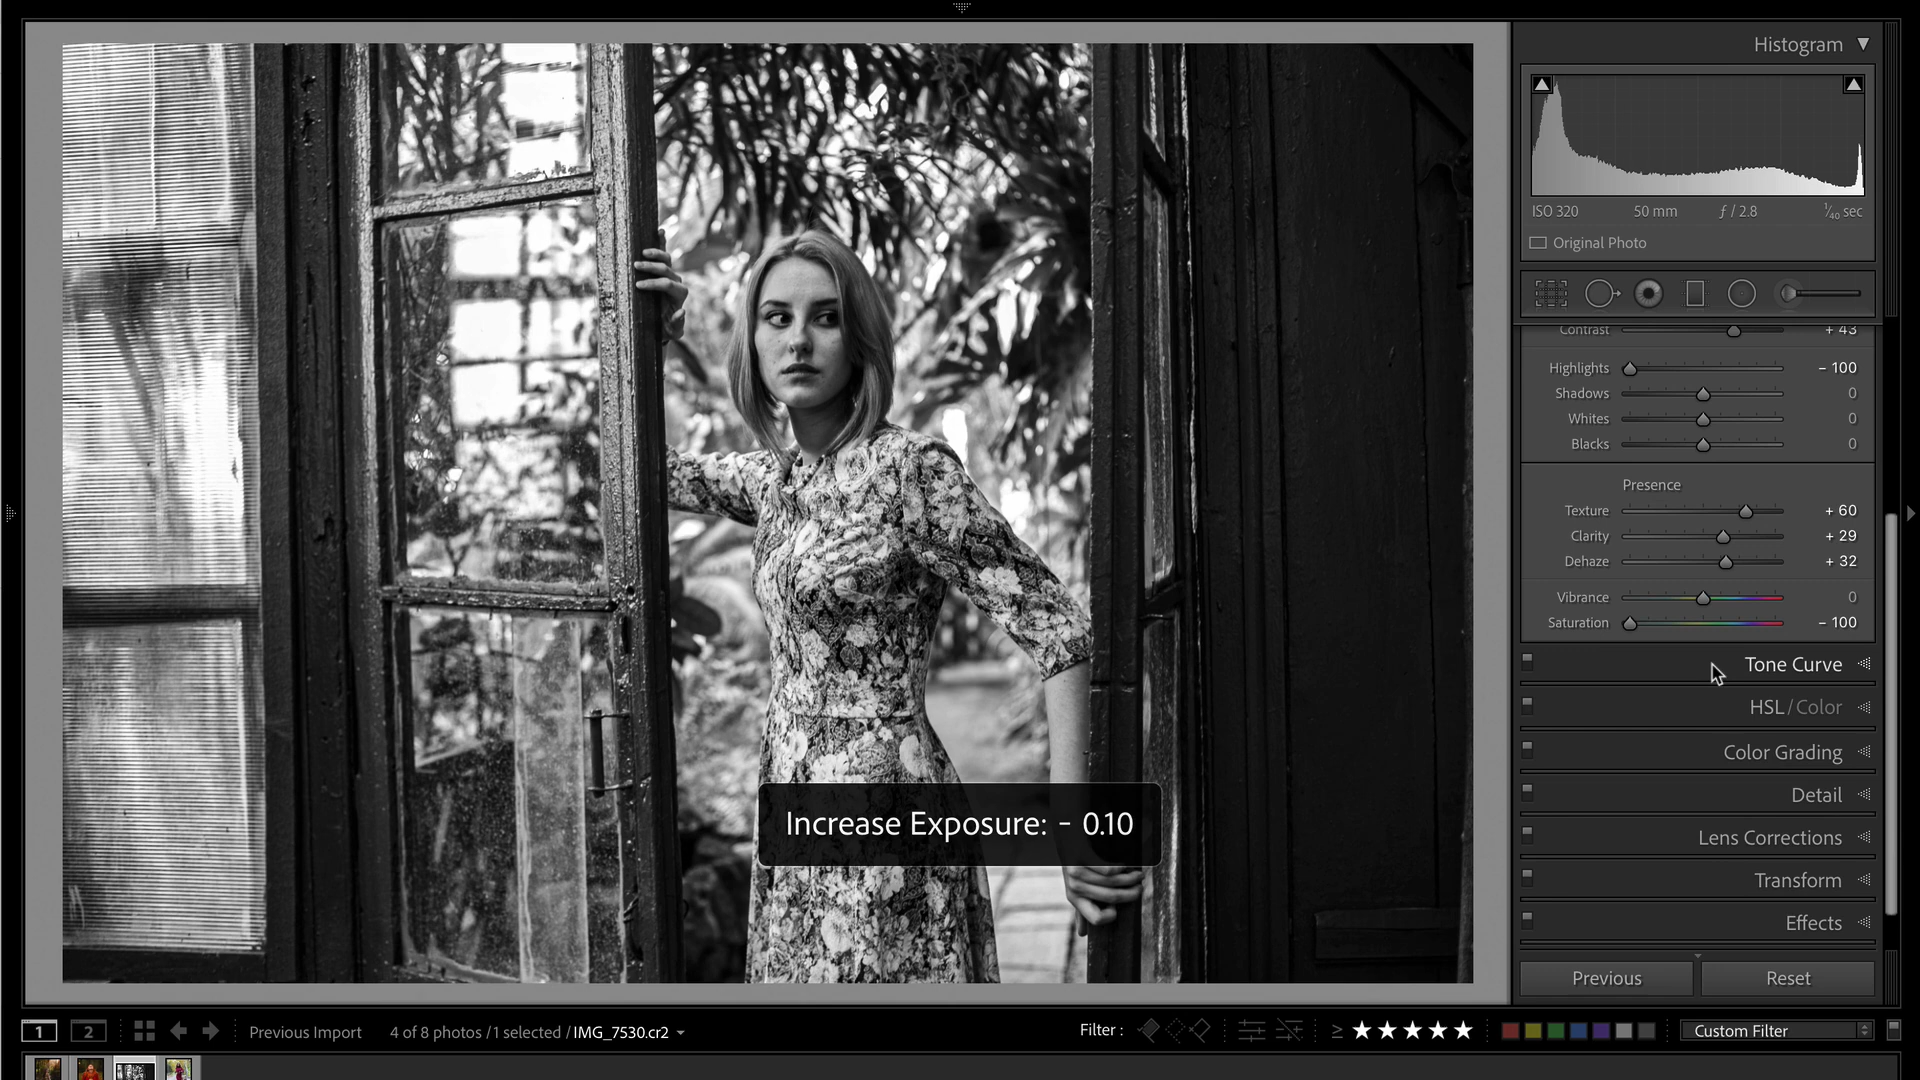 Histogram
ISO 320 50 mm ƒ / 2.8 1/40 sec
Original Photo
Contrast + 43
Highlights − 100
Shadows 0
Whites 0
Blacks 0
Presence
Texture + 60
Clarity + 29
Dehaze + 32
Vibrance 0
Saturation − 100
Tone Curve
HSL / Color
Color Grading
Detail
Lens Corrections
Transform
Effects
Increase Exposure: - 0.10
Previous Reset
1 2 Previous Import 4 of 8 photos / 1 selected / IMG_7530.cr2 Filter : ≥ ★★★★★ Custom Filter